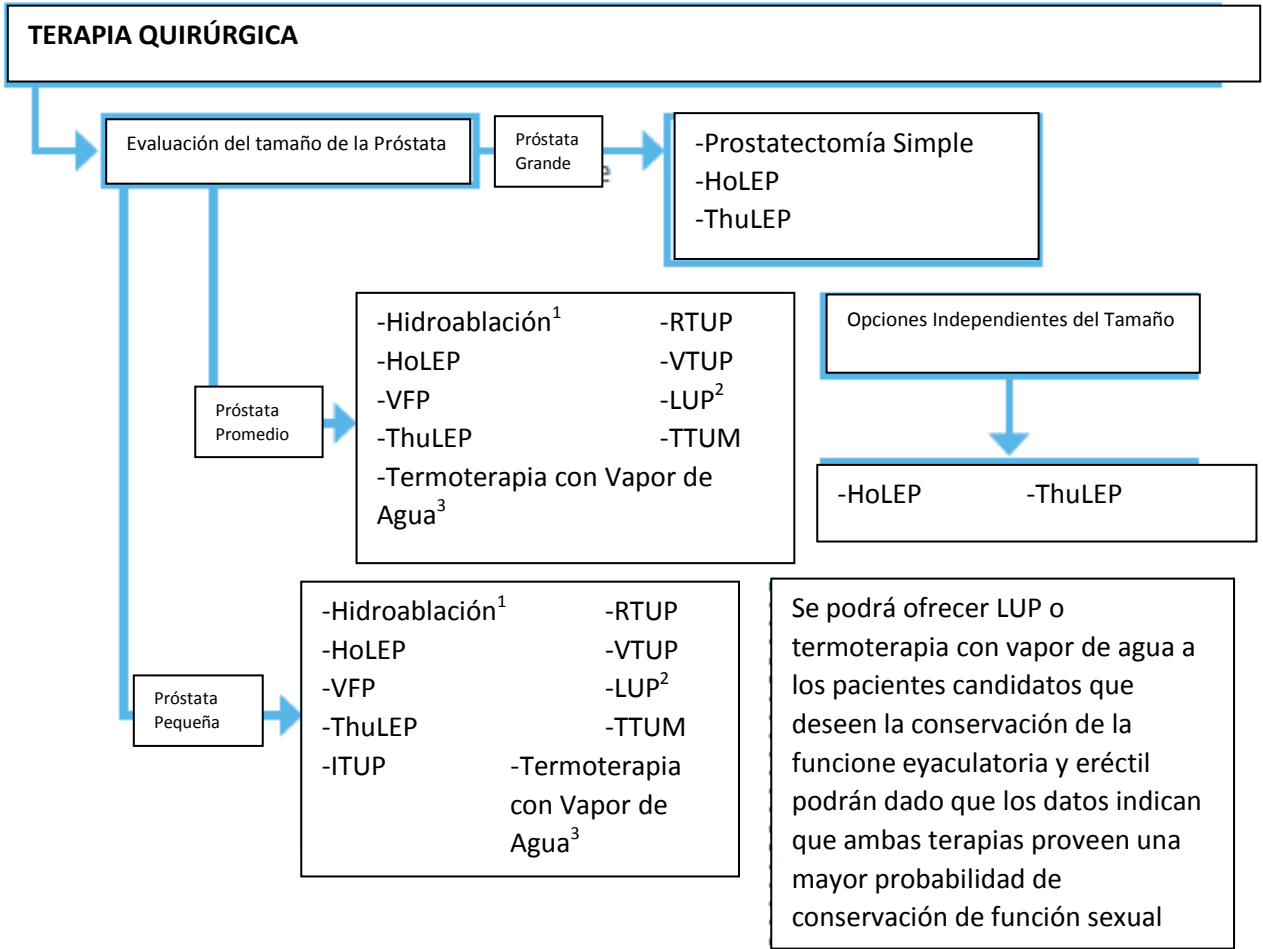 TERAPIA QUIRÚRGICA
Evaluación del tamaño de la Próstata
Próstata
Grande
-Prostatectomía Simple
-HoLEP
-ThuLEP
-Hidroablación¹ -RTUP
-HoLEP -VTUP
-VFP -LUP²
-ThuLEP -TTUM
-Termoterapia con Vapor de
Agua³
Próstata
Promedio
Opciones Independientes del Tamaño
-HoLEP -ThuLEP
Próstata
Pequeña
-Hidroablación¹ -RTUP
-HoLEP -VTUP
-VFP -LUP²
-ThuLEP -TTUM
-ITUP -Termoterapia
con Vapor de
Agua³
Se podrá ofrecer LUP o
termoterapia con vapor de agua a
los pacientes candidatos que
deseen la conservación de la
funcione eyaculatoria y eréctil
podrán dado que los datos indican
que ambas terapias proveen una
mayor probabilidad de
conservación de función sexual